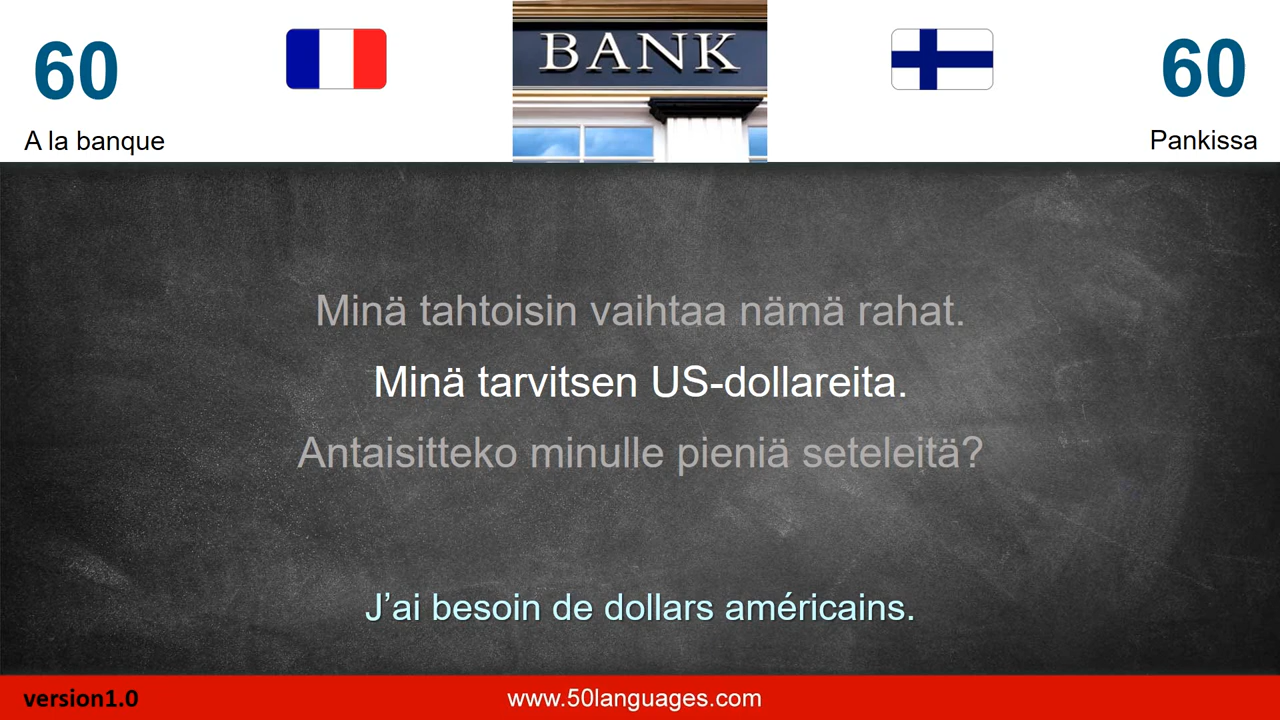 60
BANK
60
A la banque
Pankissa
Minä tahtoisin vaihtaa nämä rahat.
Minä tarvitsen US-dollareita.
Antaisitteko minulle pieniä seteleitä?
J’ai besoin de dollars américains.
version1.0
www.50languages.com